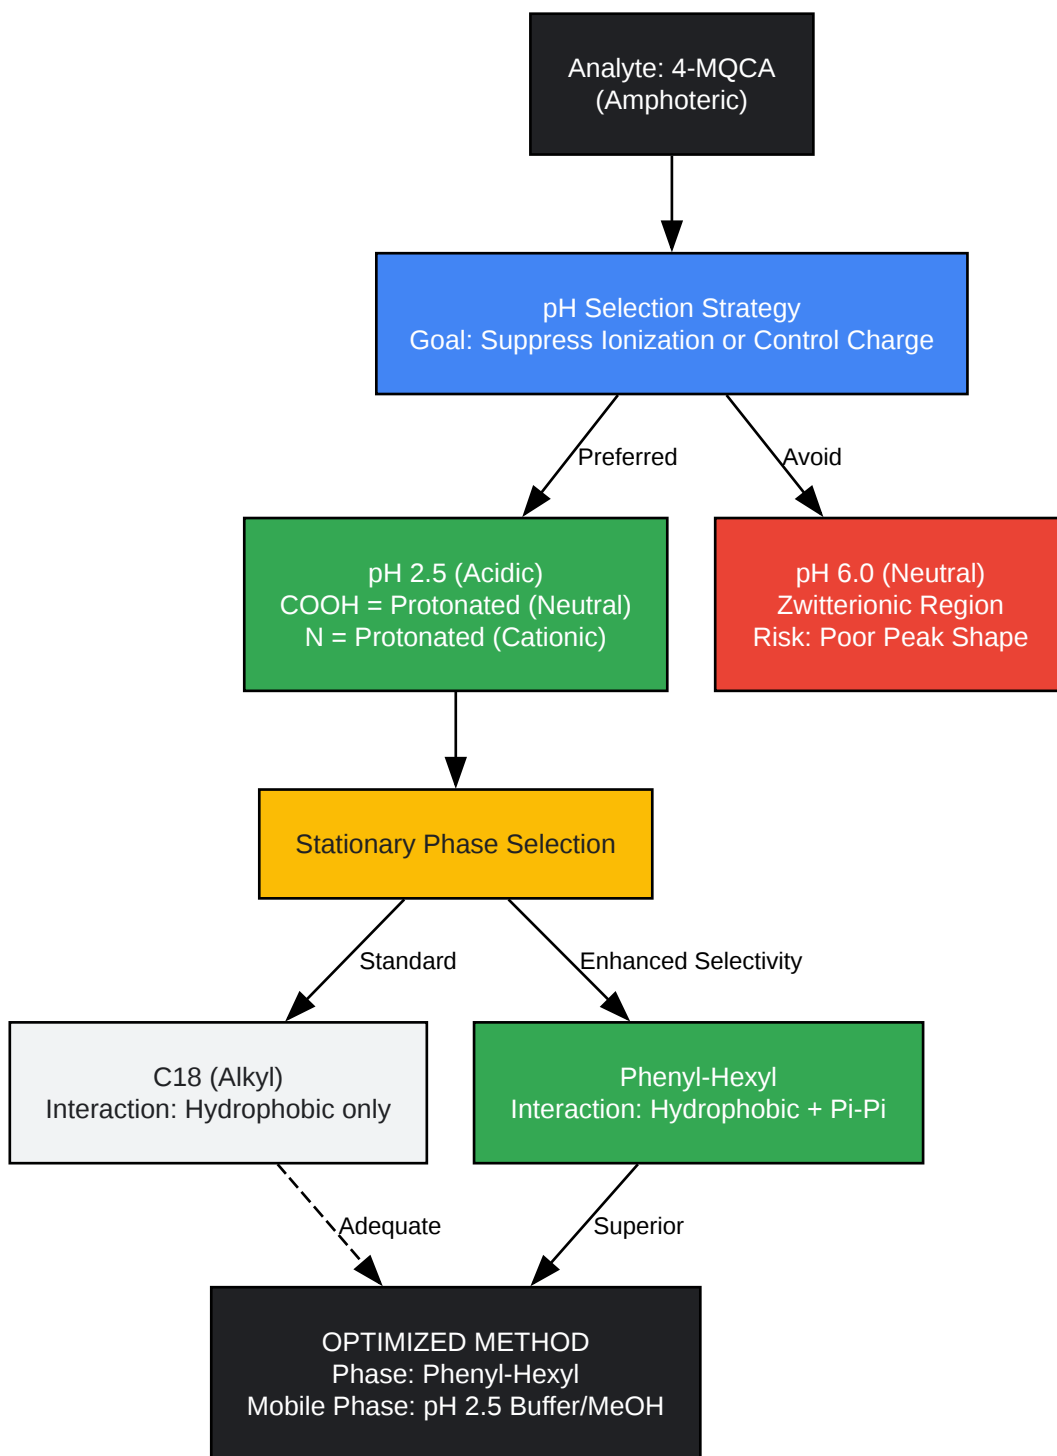 Analyte: 4-MQCA
(Amphoteric)
pH Selection Strategy
Goal: Suppress Ionization or Control Charge
Preferred
Avoid
pH 2.5 (Acidic)
COOH = Protonated (Neutral)
N = Protonated (Cationic)
pH 6.0 (Neutral)
Zwitterionic Region
Risk: Poor Peak Shape
Stationary Phase Selection
Standard
Enhanced Selectivity
C18 (Alkyl)
Interaction: Hydrophobic only
Phenyl-Hexyl
Interaction: Hydrophobic + Pi-Pi
Adequate
Superior
OPTIMIZED METHOD
Phase: Phenyl-Hexyl
Mobile Phase: pH 2.5 Buffer/MeOH